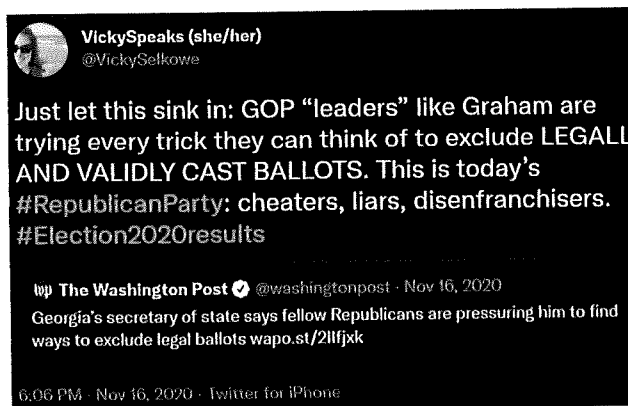 VickySpeaks (she/her)
@VickySelkowe
Just let this sink in: GOP “leaders” like Graham are
trying every trick they can think of to exclude LEGALL
AND VALIDLY CAST BALLOTS. This is today’s
#RepublicanParty: cheaters, liars, disenfranchisers.
#Election2020results
wp The Washington Post @washingtonpost · Nov 16, 2020
Georgia’s secretary of state says fellow Republicans are pressuring him to find
ways to exclude legal ballots wapo.st/2llfjxk
6:06 PM · Nov 16, 2020 · Twitter for iPhone